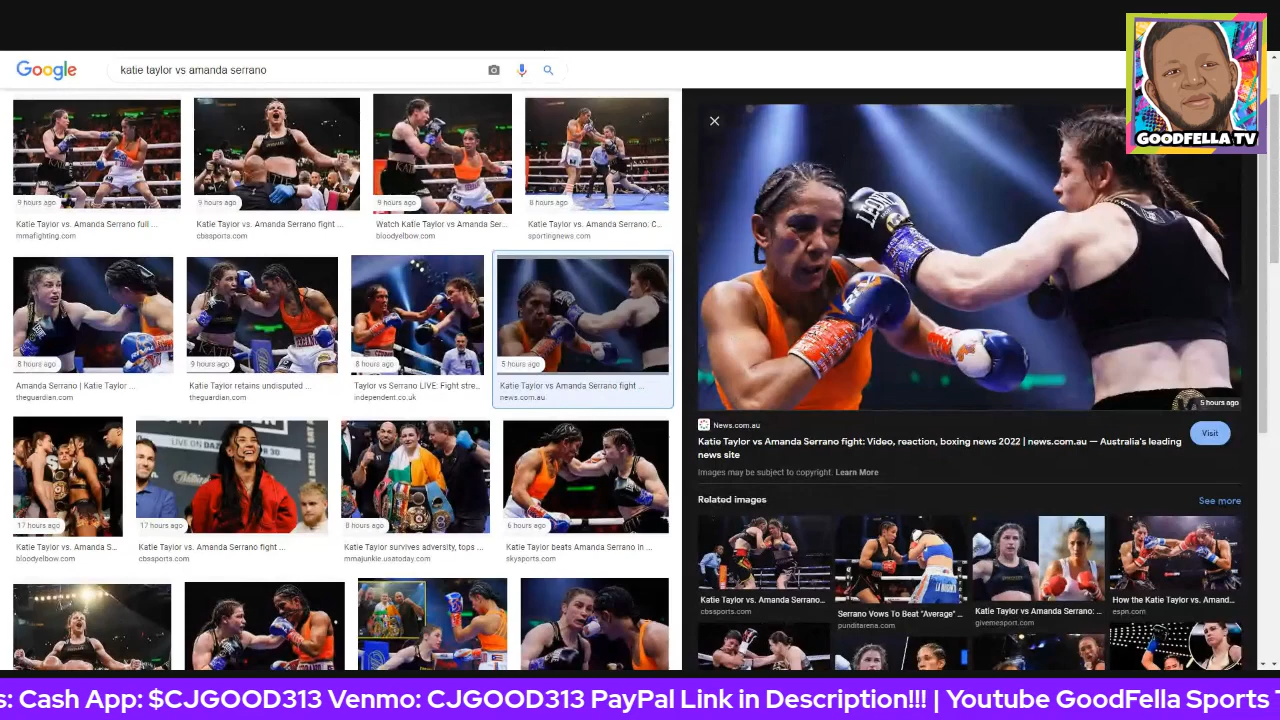 GOODFELLA TV
Google
katie taylor vs amanda serrano
9 hours ago
9 hours ago
9 hours ago
8 hours ago
Katie Taylor vs. Amanda Serrano full ...
mmafighting.com
Katie Taylor vs. Amanda Serrano fight ...
cbssports.com
Watch Katie Taylor vs Amanda Ser...
bloodyelbow.com
Katie Taylor vs. Amanda Serrano: C...
sportingnews.com
8 hours ago
9 hours ago
8 hours ago
5 hours ago
Amanda Serrano | Katie Taylor ...
theguardian.com
Katie Taylor retains undisputed ...
theguardian.com
Taylor vs Serrano LIVE: Fight stre...
independent.co.uk
Katie Taylor vs Amanda Serrano fight ...
news.com.au
LIVE ON DAZN
17 hours ago
17 hours ago
8 hours ago
6 hours ago
Katie Taylor vs. Amanda S...
bloodyelbow.com
Katie Taylor vs. Amanda Serrano fight ...
cbssports.com
Katie Taylor survives adversity, tops ...
mmajunkie.usatoday.com
Katie Taylor beats Amanda Serrano in ...
skysports.com
5 hours ago
News.com.au
Katie Taylor vs Amanda Serrano fight: Video, reaction, boxing news 2022 | news.com.au — Australia's leading
news site
Visit
Images may be subject to copyright. Learn More
Related images
See more
Katie Taylor vs. Amanda Serrano...
cbssports.com
Serrano Vows To Beat "Average" ...
punditarena.com
Katie Taylor vs Amanda Serrano: ...
givemesport.com
How the Katie Taylor vs. Amand...
espn.com
s: Cash App: $CJGOOD313 Venmo: CJGOOD313 PayPal Link in Description!!! | Youtube GoodFella Sports